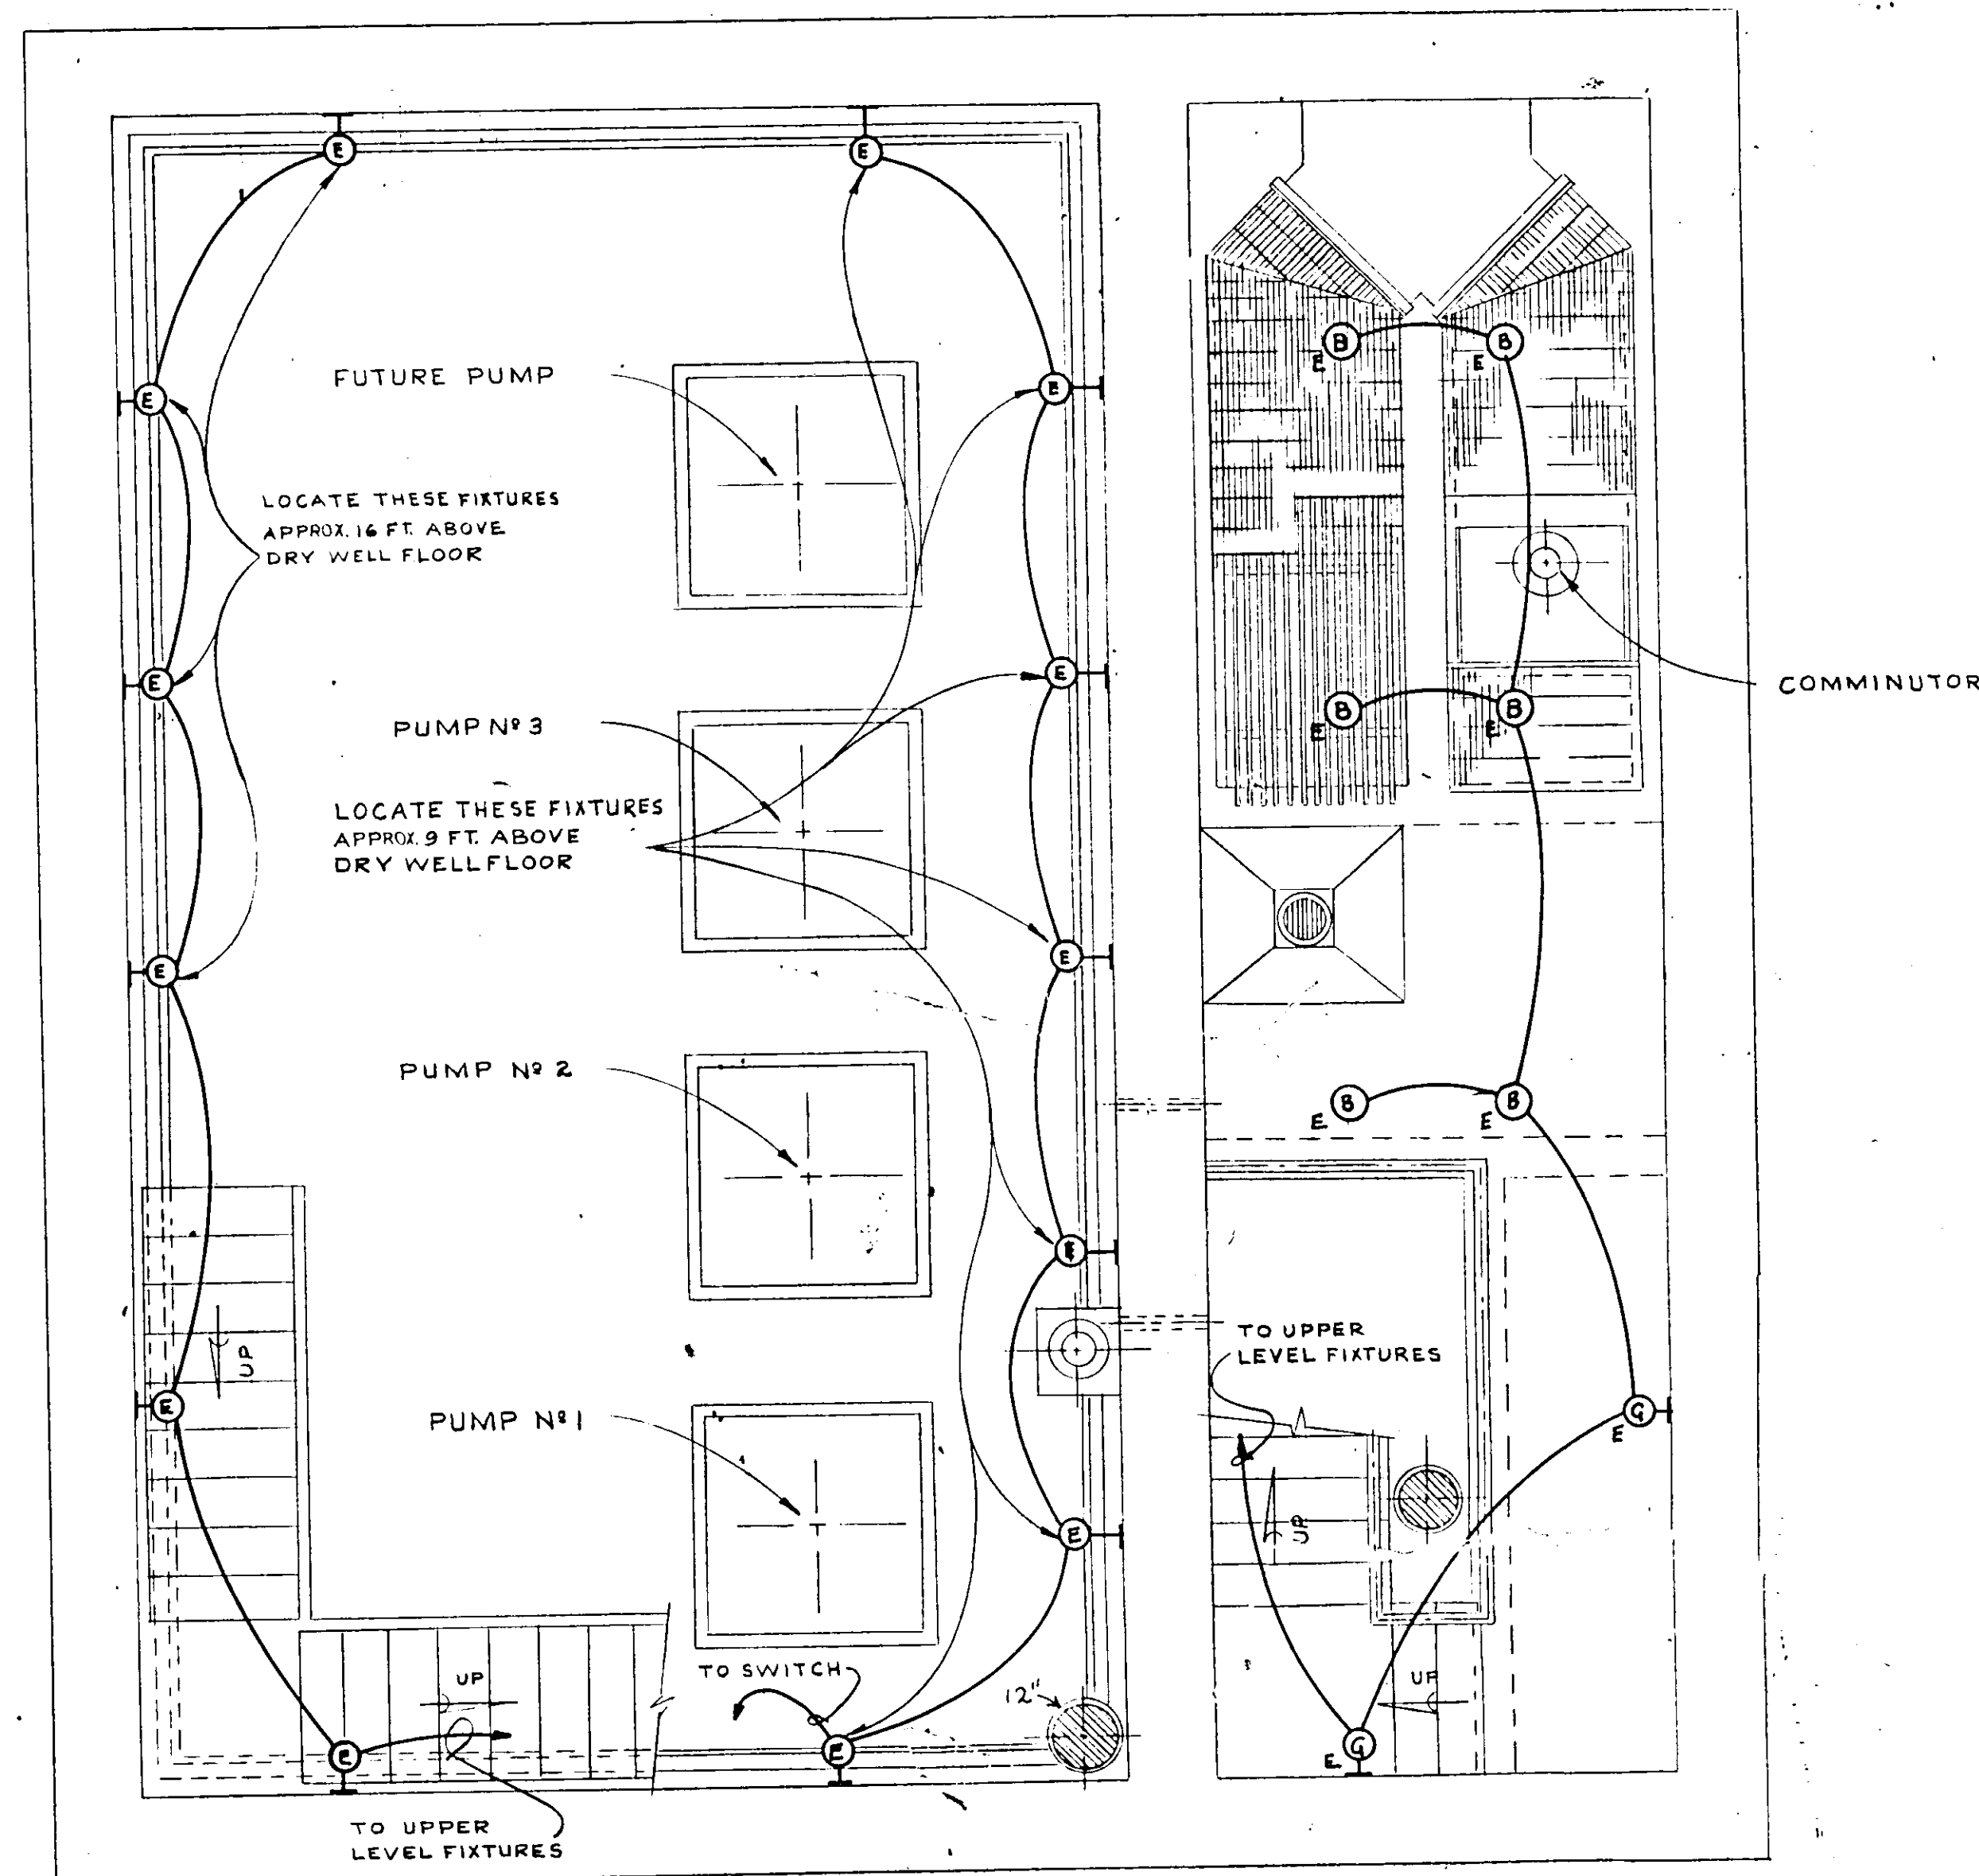 E
E
B
E
B
E
FUTURE PUMP
E
E
LOCATE THESE FIXTURES
APPROX. 16 FT. ABOVE
DRY WELL FLOOR
E
E
COMMINUTOR
B
E
B
E
PUMP Nº 3
LOCATE THESE FIXTURES
APPROX. 9 FT. ABOVE
DRY WELL FLOOR
E
E
PUMP Nº 2
B
E
B
E
E
TO UPPER
LEVEL FIXTURES
UP
E
PUMP Nº 1
G
E
UP
E
TO SWITCH
UP
12"
UP
E
E
G
E
TO UPPER
LEVEL FIXTURES